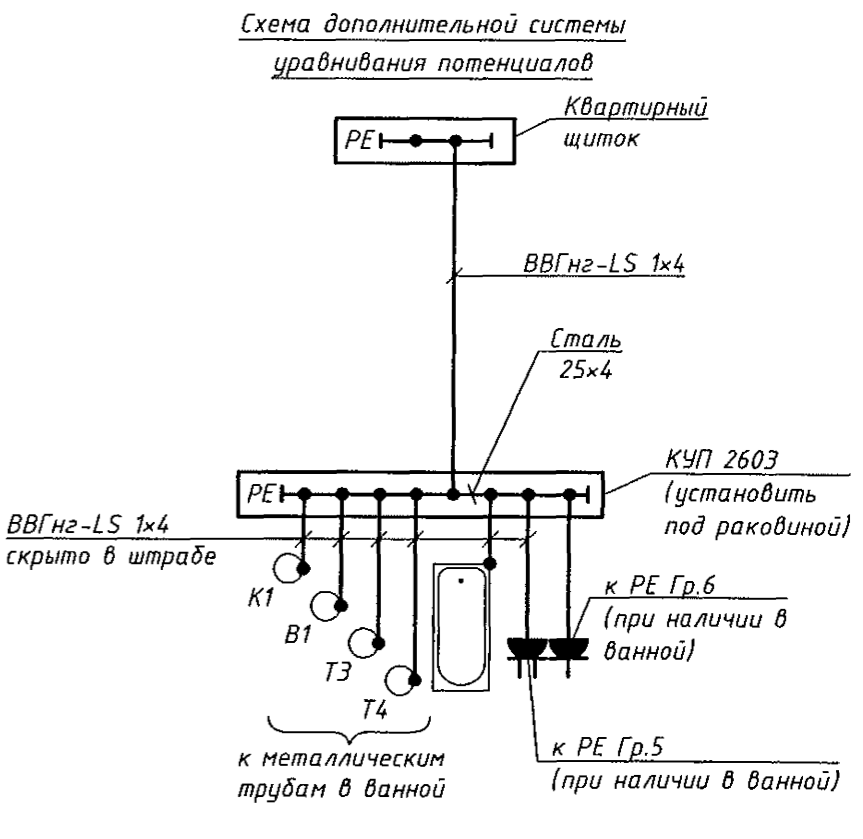 Схема дополнительной системы
уравнивания потенциалов
Квартирный
щиток
PE
ВВГнг-LS 1×4
Сталь
25×4
КУП 2603
(установить
под раковиной)
PE
ВВГнг-LS 1×4
скрыто в штрабе
К1
В1
Т3
Т4
к РЕ Гр.6
(при наличии в
ванной)
к металлическим
трубам в ванной
к РЕ Гр.5
(при наличии в ванной)